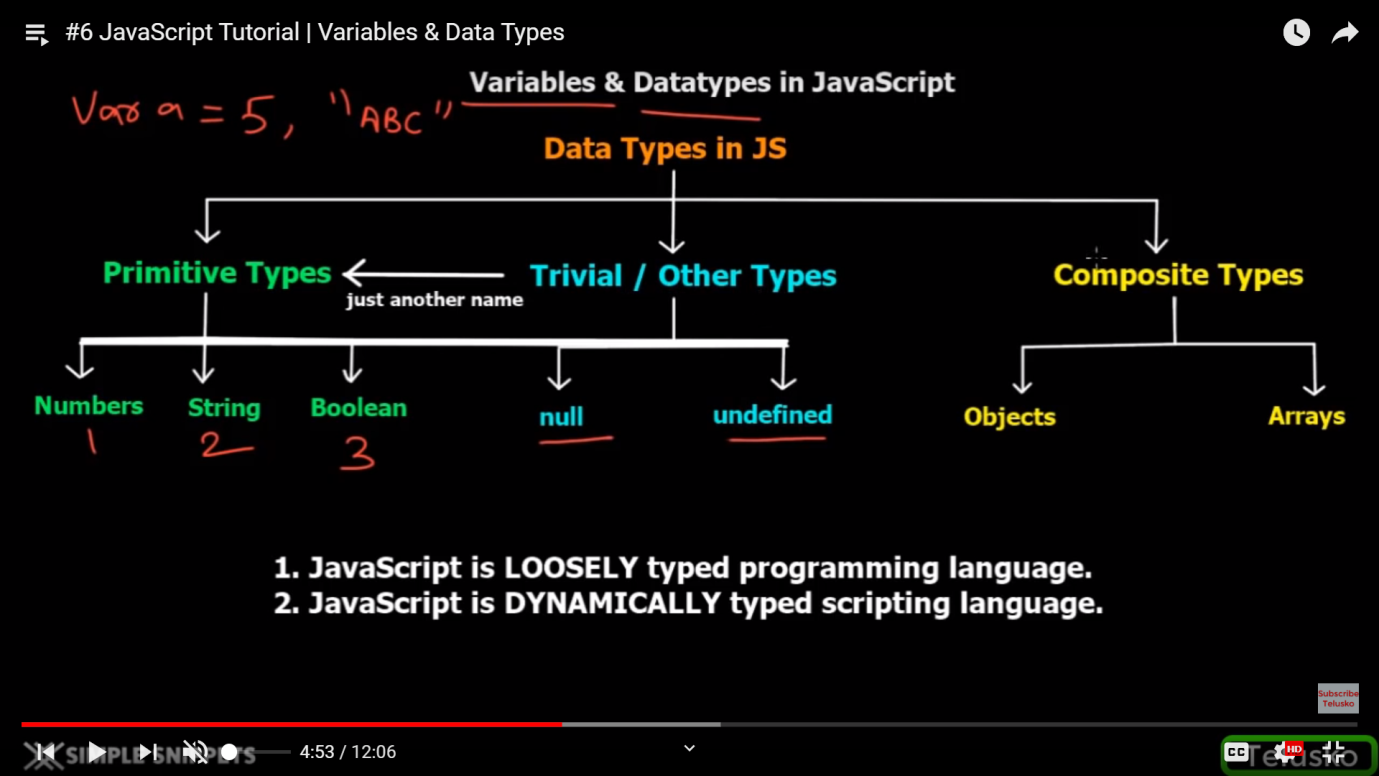 #6 JavaScript Tutorial | Variables & Data Types
Variables & Datatypes in JavaScript
Var a = 5, "ABC"
Data Types in JS
Primitive Types
Trivial / Other Types
Composite Types
just another name
Numbers
String
Boolean
null
undefined
Objects
Arrays
1
2
3
1. JavaScript is LOOSELY typed programming language.
2. JavaScript is DYNAMICALLY typed scripting language.
Subscribe
Telusko
SIMPLE SNIPPETS
4:53 / 12:06
CC
HD
Telusko